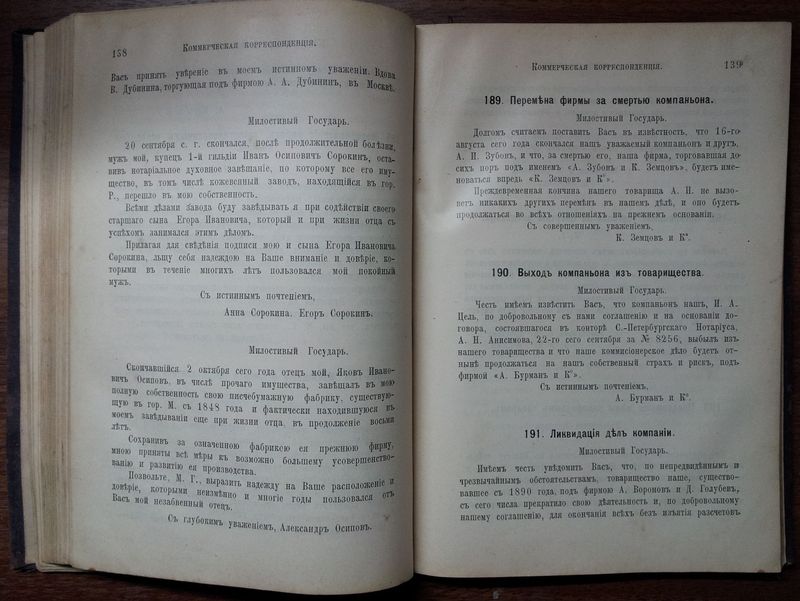 158
Коммерческая корреспонденція.
Васъ принять увѣреніе въ моемъ истинномъ уваженіи. Вдова
В. Дубинина, торгующая подъ фирмою А. А. Дубининъ, въ Москвѣ.
Милостивый Государь.
20 сентября с. г. скончался, послѣ продолжительной болѣзни,
мужъ мой, купецъ 1-й гильдіи Иванъ Осиповичъ Сорокинъ, оста-
вивъ нотаріальное духовное завѣщаніе, по которому все его иму-
щество, въ томъ числѣ кожевенный заводъ, находящійся въ гор.
Р., перешло въ мою собственность.
Всѣми дѣлами завода буду завѣдывать я при содѣйствіи своего
старшаго сына Егора Ивановича, который и при жизни отца съ
успѣхомъ занимался этимъ дѣломъ.
Прилагая для свѣдѣнія подписи мою и сына Егора Ивановича
Сорокина, льщу себя надеждою на Ваше вниманіе и довѣріе, ко-
торыми въ теченіе многихъ лѣтъ пользовался мой покойный
мужъ.
Съ истиннымъ почтеніемъ,
Анна Сорокина. Егоръ Сорокинъ.
Милостивый Государь.
Скончавшійся 2 октября сего года отецъ мой, Яковъ Ивано-
вичъ Осиповъ, въ числѣ прочаго имущества, завѣщалъ въ мою
полную собственность свою писчебумажную фабрику, существую-
щую въ гор. М. съ 1848 года и фактически находившуюся въ
моемъ завѣдываніи еще при жизни отца, въ продолженіе восьми
лѣтъ.
Сохранивъ за означенною фабрикою ея прежнюю фирму,
мною приняты всѣ мѣры къ возможно большему усовершенство-
ванію и развитію ея производства.
Позвольте, М. Г., выразить надежду на Ваше расположеніе и
довѣріе, которыми неизмѣнно и многіе годы пользовался отъ
Васъ мой незабвенный отецъ.
Съ глубокимъ уваженіемъ, Александръ Осиповъ.
Коммерческая корреспонденція.
139
189. Перемѣна фирмы за смертью компаньона.
Милостивый Государь.
Долгомъ считаемъ поставить Васъ въ извѣстность, что 16-го
августа сего года скончался нашъ уважаемый компаньонъ и другъ,
А. П. Зубовъ, и что, за смертью его, наша фирма, торговавшая до
сихъ поръ подъ именемъ «А. Зубовъ и К. Земцовъ», будетъ име-
новаться впредь «К. Земцовъ и К°».
Преждевременная кончина нашего товарища А. П. не вызо-
ветъ никакихъ другихъ перемѣнъ въ нашемъ дѣлѣ, и оно будетъ
продолжаться во всѣхъ отношеніяхъ на прежнемъ основаніи.
Съ совершеннымъ уваженіемъ,
К. Земцовъ и К°.
190. Выходъ компаньона изъ товарищества.
Милостивый Государь.
Честь имѣемъ извѣстить Васъ, что компаньонъ нашъ, И. А.
Цель, по добровольному съ нами соглашенію и на основаніи до-
говора, состоявшагося въ конторѣ С.-Петербургскаго Нотаріуса,
А. Н. Анисимова, 22-го сего сентября за № 8256, выбылъ изъ
нашего товарищества и что наше коммисіонерское дѣло будетъ от-
нынѣ продолжаться на нашъ собственный страхъ и рискъ, подъ
фирмой «А. Бурманъ и К°».
Съ истиннымъ почтеніемъ,
А. Бурманъ и К°.
191. Ликвидація дѣлъ компаніи.
Милостивый Государь.
Имѣемъ честь увѣдомить Васъ, что, по непредвидѣннымъ и
чрезвычайнымъ обстоятельствамъ, товарищество наше, существо-
вавшее съ 1890 года, подъ фирмою А. Вороновъ и Д. Голубевъ,
съ сего числа прекратило свою дѣятельность и, по добровольному
нашему соглашенію, для окончанія всѣхъ безъ изъятія разсчетовъ